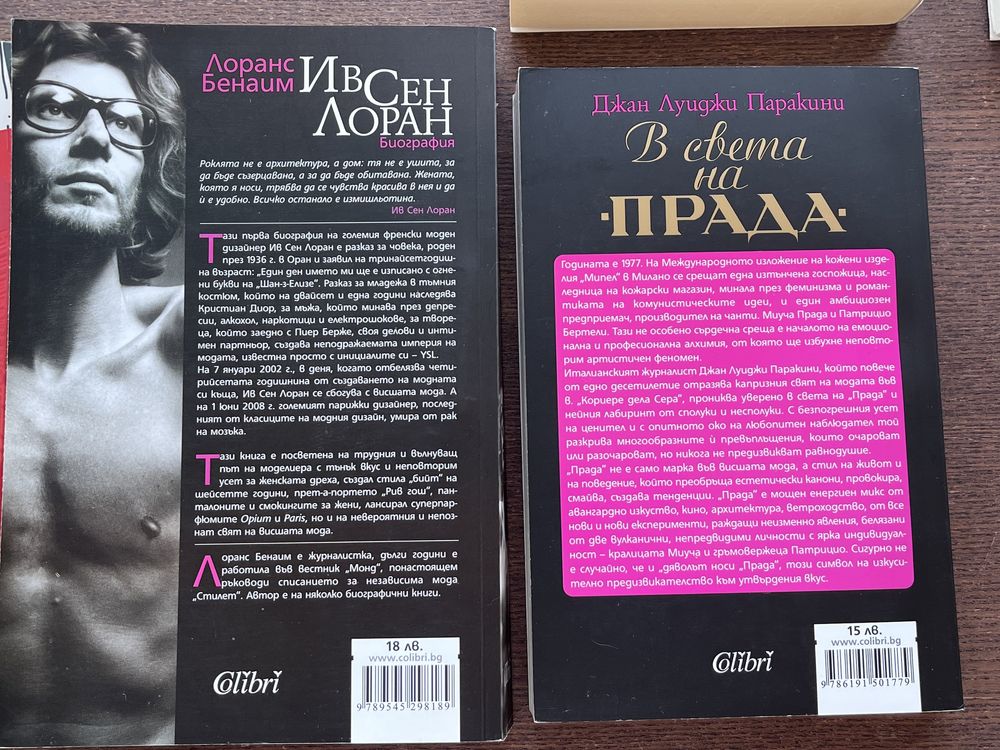 Лоранс
Бенаим
Ив Сен
Лоран
Биография
Роклята не е архитектура, а дом: тя не е ушита, за
да бъде съзерцавана, а за да бъде обитавана. Жената,
която я носи, трябва да се чувства красива в нея и да
ѝ е удобно. Всичко останало е измишльотина.
Ив Сен Лоран
Тази първа биография на големия френски моден
дизайнер Ив Сен Лоран е разказ за човека, роден
през 1936 г. в Оран и заявил на тринайсетгодиш-
на възраст: „Един ден името ми ще е изписано с огне-
ни букви на „Шан-з-Елизе“. Разказ за младежа в тъмния
костюм, който на двайсет и една години наследява
Кристиан Диор, за мъжа, който минава през депре-
сии, алкохол, наркотици и електрошокове, за творе-
ца, който заедно с Пиер Берже, своя делови и инти-
мен партньор, създава неподражаемата империя на
модата, известна просто с инициалите си – YSL.
На 7 януари 2002 г., в деня, когато отбелязва чети-
рийсетата годишнина от създаването на модната
си къща, Ив Сен Лоран се сбогува с висшата мода. А
на 1 юни 2008 г. големият парижки дизайнер, послед-
ният от класиците на модния дизайн, умира от рак
на мозъка.
Тази книга е посветена на трудния и вълнуващ
път на моделиера с тънък вкус и неповторим
усет за женската дреха, създал стила „бийт“ на
шейсетте години, прет-а-портето „Рив гош“, пан-
талоните и смокингите за жени, лансирал суперпар-
фюмите Opium и Paris, но и на невероятния и непоз-
нат свят на висшата мода.
Лоранс Бенаим е журналистка, дълги години е
работила във вестник „Монд“, понастоящем
ръководи списанието за независима мода
„Стилет“. Автор е на няколко биографични книги.
Colibri
18 лв.
www.colibri.bg
9 789545 298189
Джан Луиджи Паракини
В света
на
·ПРАДА·
Годината е 1977. На Международното изложение на кожени изде-
лия „Мипел“ в Милано се срещат една изтънчена госпожица, нас-
ледница на кожарски магазин, минала през феминизма и роман-
тиката на комунистическите идеи, и един амбициозен
предприемач, производител на чанти. Миуча Прада и Патрицио
Бертели. Тази не особено сърдечна среща е началото на емоцио-
нална и професионална алхимия, от която ще избухне неповто-
рим артистичен феномен.
Италианският журналист Джан Луиджи Паракини, който повече
от едно десетилетие отразява капризния свят на модата във
в. „Кориере дела Сера“, прониква уверено в света на „Прада“ и
нейния лабиринт от сполуки и несполуки. С безпогрешния усет
на ценител и с опитното око на любопитен наблюдател той
разкрива многообразните ѝ превъплъщения, които очароват
или разочароват, но никога не предизвикват равнодушие.
„Прада“ не е само марка във висшата мода, а стил на живот и
на поведение, който преобръща естетически канони, провокира,
смайва, създава тенденции. „Прада“ е мощен енергиен микс от
авангардно изкуство, кино, архитектура, ветроходство, от все
нови и нови експерименти, раждащи неизменно явления, белязани
от две вулканични, непредвидими личности с ярка индивидуал-
ност – кралицата Миуча и гръмовержеца Патрицио. Сигурно не
е случайно, че и „дяволът носи „Прада“, този символ на изкуси-
телно предизвикателство към утвърдения вкус.
Colibri
15 лв.
www.colibri.bg
9 786191 501779